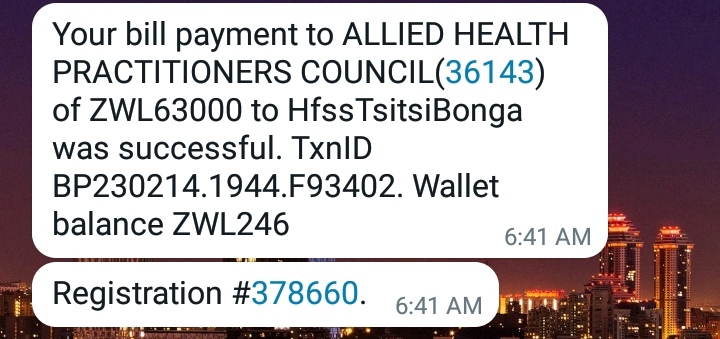 Your bill payment to ALLIED HEALTH
PRACTITIONERS COUNCIL(36143)
of ZWL63000 to HfssTsitsiBonga
was successful. TxnID
BP230214.1944.F93402. Wallet
balance ZWL246
6:41 AM
Registration #378660.
6:41 AM